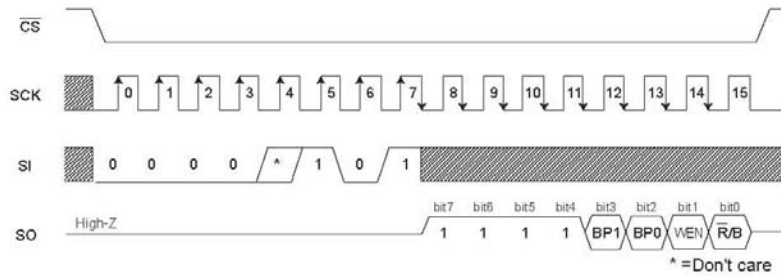 CS
SCK 0 1 2 3 4 5 6 7 8 9 10 11 12 13 14 15
SI 0 0 0 0 * 1 0 1
bit7 bit6 bit5 bit4 bit3 bit2 bit1 bit0
SO High-Z 1 1 1 1 BP1 BP0 WEN R/B
* =Don't care